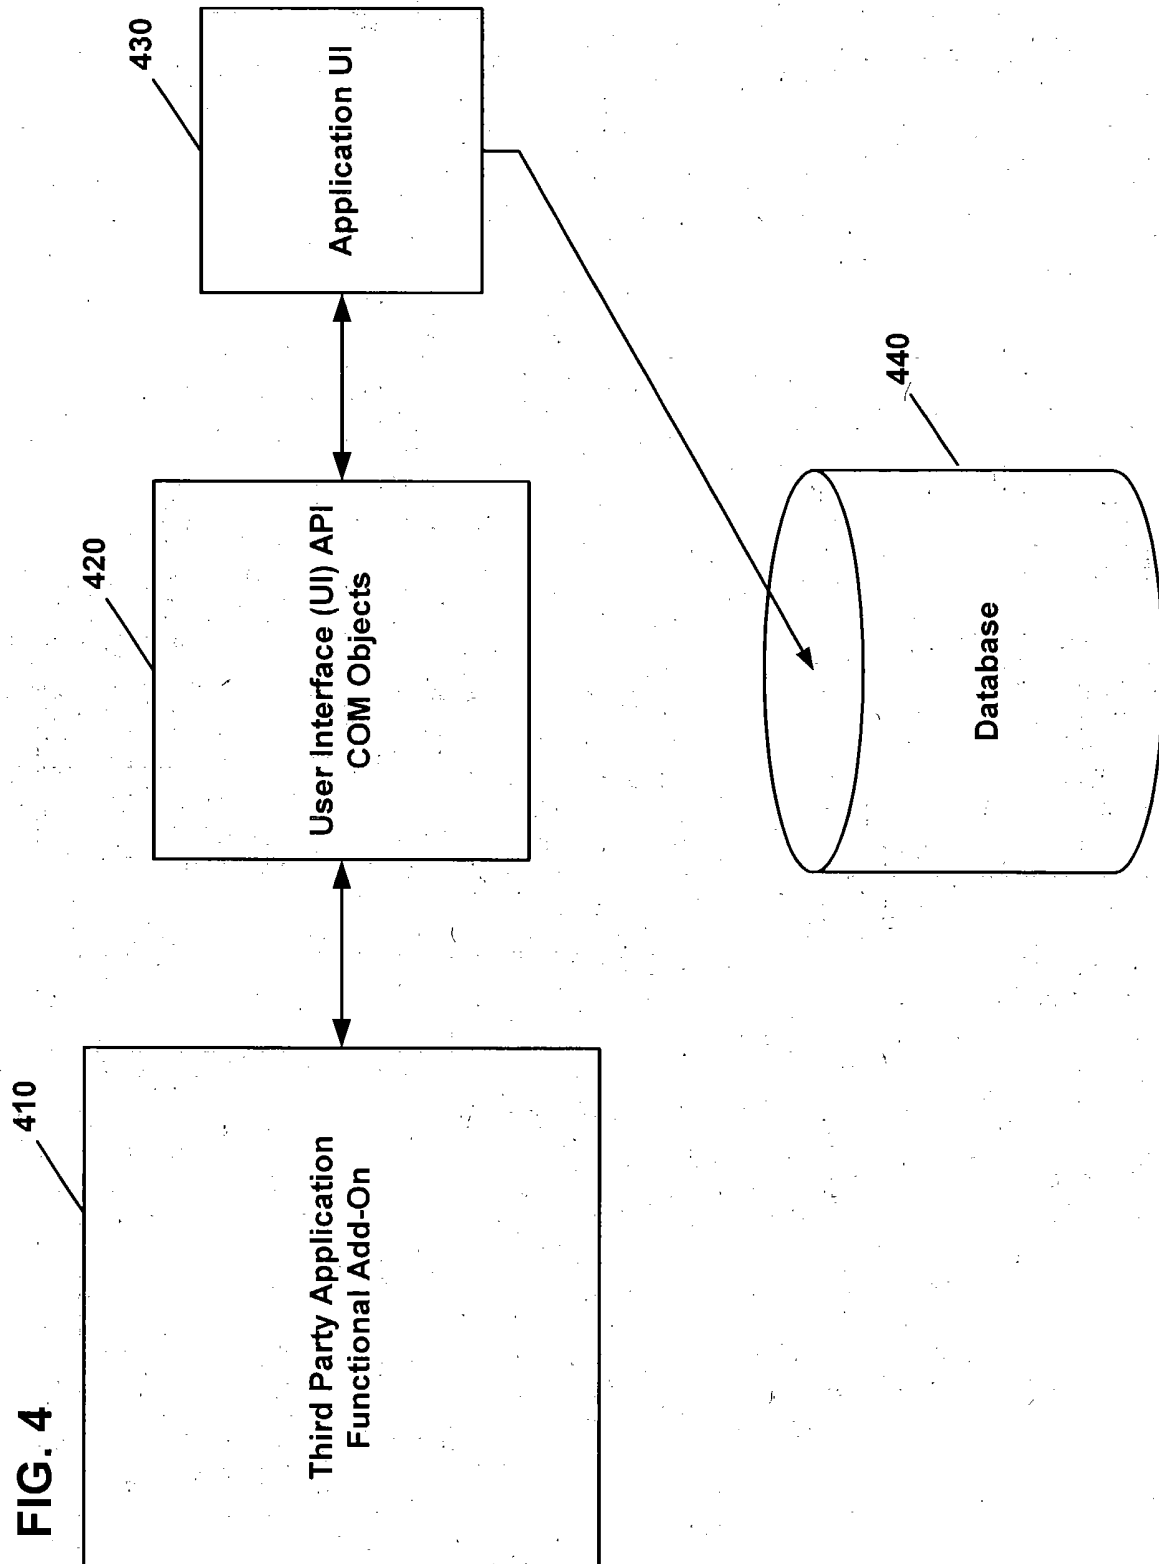 FIG. 4
410
Third Party Application
Functional Add-On
420
User Interface (UI) API
COM Objects
430
Application UI
440
Database